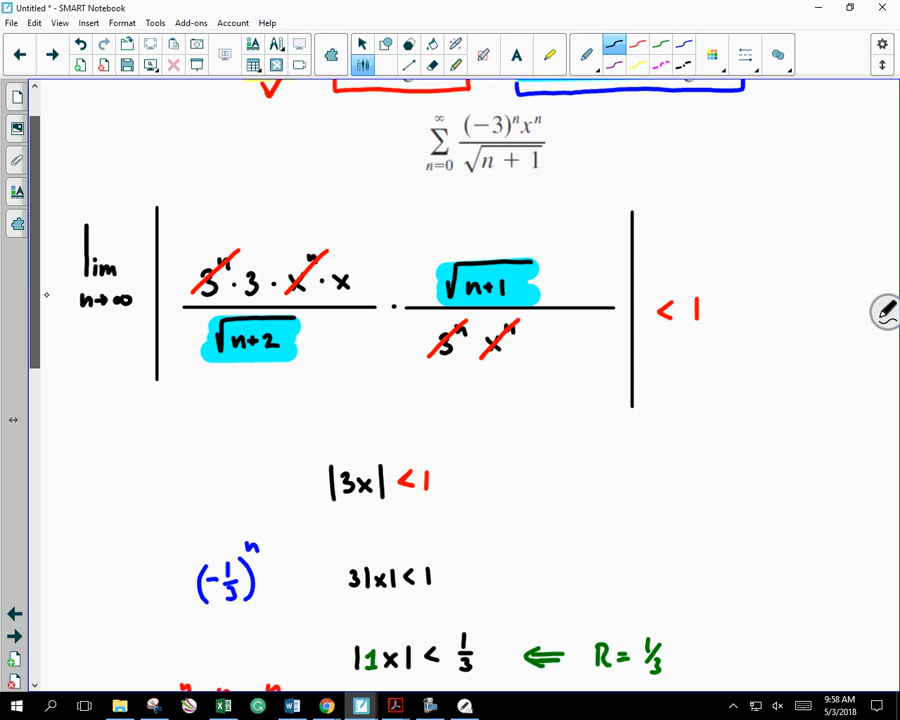 Untitled * - SMART Notebook
File Edit View Insert Format Tools Add-ons Account Help
∞
∑ (-3)ⁿxⁿ / √(n + 1)
n=0
lim n→∞ | 3ⁿ · 3 · xⁿ · x / √(n+2) · √(n+1) / 3ⁿ xⁿ | < 1
|3x| < 1
(-1/3)ⁿ 3|x| < 1
|1x| < 1/3 ⇐ R = 1/3
9:58 AM
5/3/2018